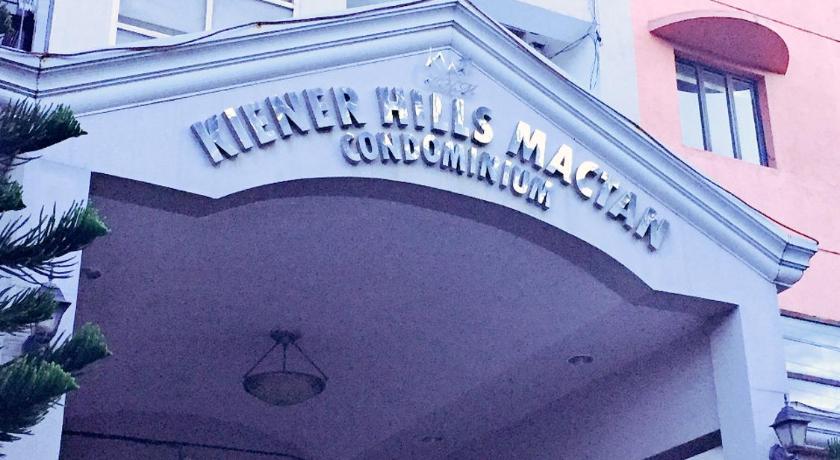 KIENER HILLS MACTAN
CONDOMINIUM